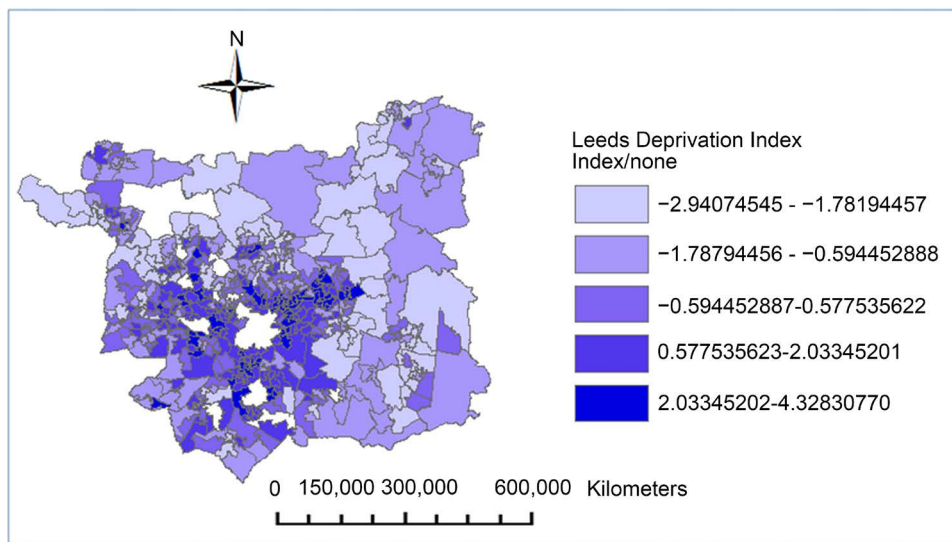 N
Leeds Deprivation Index
Index/none
−2.94074545 - −1.78194457
−1.78794456 - −0.594452888
−0.594452887-0.577535622
0.577535623-2.03345201
2.03345202-4.32830770
0 150,000 300,000 600,000 Kilometers